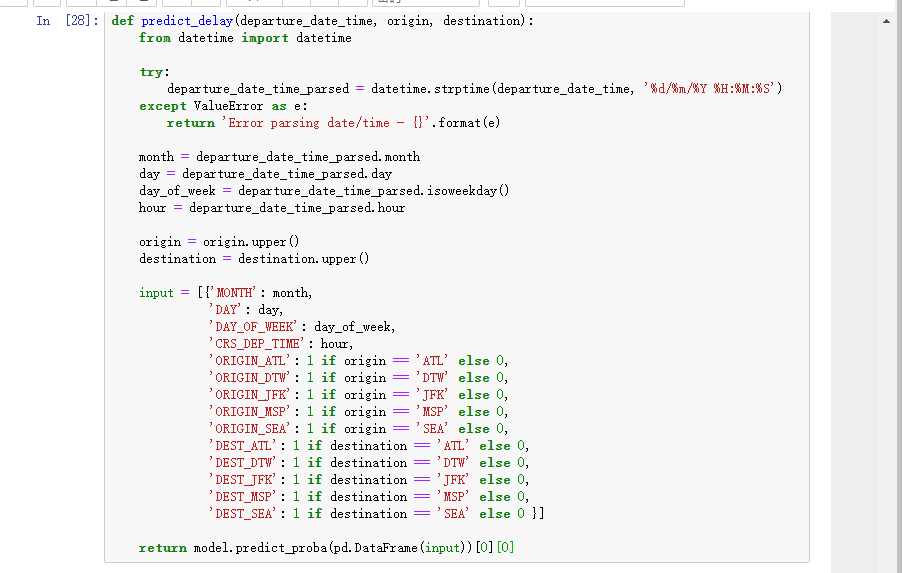 In [28]:
def predict_delay(departure_date_time, origin, destination):
    from datetime import datetime

    try:
        departure_date_time_parsed = datetime.strptime(departure_date_time, '%d/%m/%Y %H:%M:%S')
    except ValueError as e:
        return 'Error parsing date/time - {}'.format(e)

    month = departure_date_time_parsed.month
    day = departure_date_time_parsed.day
    day_of_week = departure_date_time_parsed.isoweekday()
    hour = departure_date_time_parsed.hour

    origin = origin.upper()
    destination = destination.upper()

    input = [{'MONTH': month,
              'DAY': day,
              'DAY_OF_WEEK': day_of_week,
              'CRS_DEP_TIME': hour,
              'ORIGIN_ATL': 1 if origin == 'ATL' else 0,
              'ORIGIN_DTW': 1 if origin == 'DTW' else 0,
              'ORIGIN_JFK': 1 if origin == 'JFK' else 0,
              'ORIGIN_MSP': 1 if origin == 'MSP' else 0,
              'ORIGIN_SEA': 1 if origin == 'SEA' else 0,
              'DEST_ATL': 1 if destination == 'ATL' else 0,
              'DEST_DTW': 1 if destination == 'DTW' else 0,
              'DEST_JFK': 1 if destination == 'JFK' else 0,
              'DEST_MSP': 1 if destination == 'MSP' else 0,
              'DEST_SEA': 1 if destination == 'SEA' else 0 }]

    return model.predict_proba(pd.DataFrame(input))[0][0]